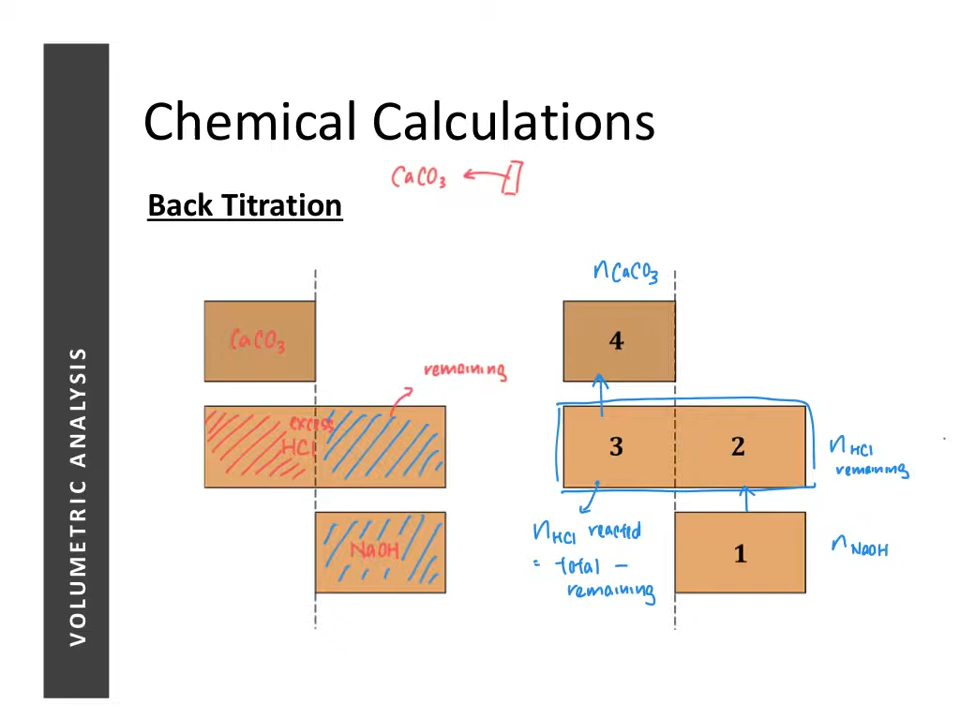 VOLUMETRIC ANALYSIS
Chemical Calculations
CaCO₃
Back Titration
CaCO₃
remaining
excess
HCl
NaOH
nCaCO₃
4
3
2
nHCl
remaining
nHCl reacted
= total –
remaining
1
nNaOH